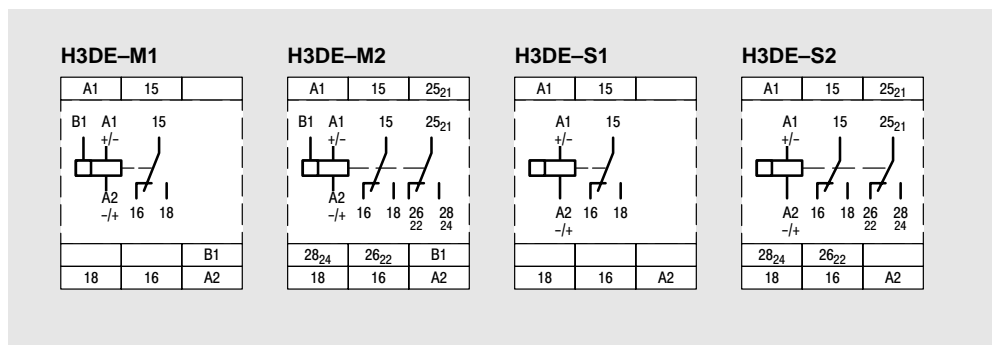 H3DE–M1 H3DE–M2 H3DE–S1 H3DE–S2
A1 15 A1 15 25₂₁ A1 15 A1 15 25₂₁
B1 A1 15 B1 A1 15 25₂₁ A1 15 A1 15 25₂₁
+/– +/– +/– +/–
A2 16 18 A2 16 18 26 28 A2 16 18 A2 16 18 26 28
–/+ –/+ 22 24 –/+ –/+ 22 24
B1 28₂₄ 26₂₂ B1 28₂₄ 26₂₂
18 16 A2 18 16 A2 18 16 A2 18 16 A2